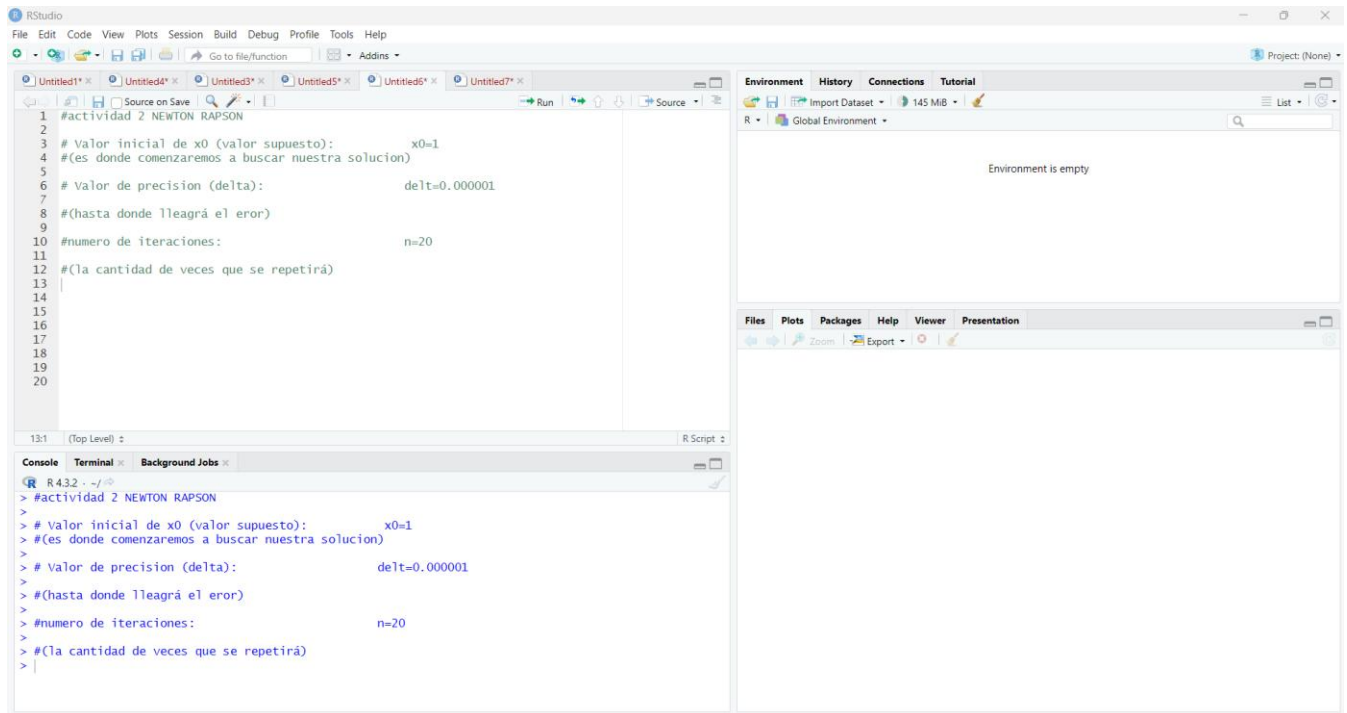 RStudio
File Edit Code View Plots Session Build Debug Profile Tools Help
Go to file/function Addins Project: (None)
Untitled1* Untitled4* Untitled3* Untitled5* Untitled6* Untitled7*
Source on Save Run Source
1 #actividad 2 NEWTON RAPSON
2
3 # Valor inicial de x0 (valor supuesto): x0=1
4 #(es donde comenzaremos a buscar nuestra solucion)
5
6 # Valor de precision (delta): delt=0.000001
7
8 #(hasta donde lleagrá el eror)
9
10 #numero de iteraciones: n=20
11
12 #(la cantidad de veces que se repetirá)
13
14
15
16
17
18
19
20
13:1 (Top Level) R Script
Console Terminal Background Jobs
R 4.3.2 · ~/
> #actividad 2 NEWTON RAPSON
>
> # Valor inicial de x0 (valor supuesto): x0=1
> #(es donde comenzaremos a buscar nuestra solucion)
>
> # Valor de precision (delta): delt=0.000001
>
> #(hasta donde lleagrá el eror)
>
> #numero de iteraciones: n=20
>
> #(la cantidad de veces que se repetirá)
>
Environment History Connections Tutorial
Import Dataset 145 MiB List
R Global Environment
Environment is empty
Files Plots Packages Help Viewer Presentation
Zoom Export